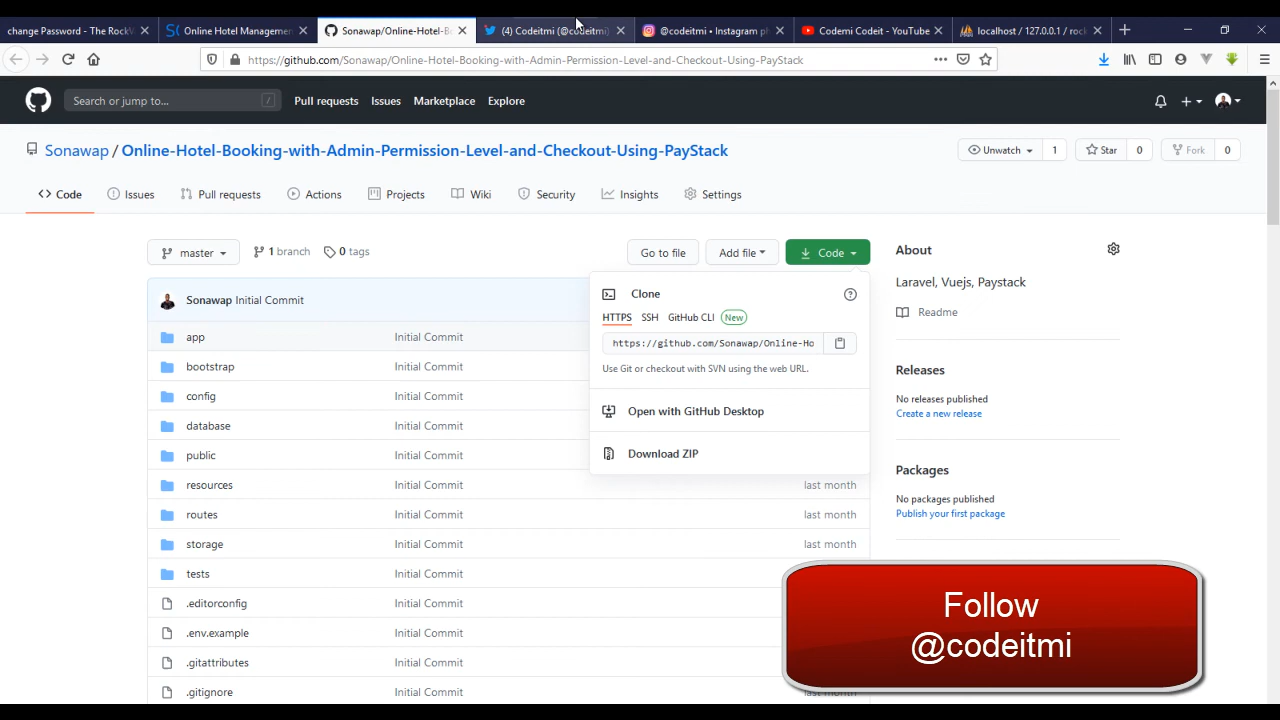 change Password - The RockW
Online Hotel Management
Sonawap/Online-Hotel-Bo
(4) Codeitmi (@codeitmi)
@codeitmi • Instagram ph
Codemi Codeit - YouTube
localhost / 127.0.0.1 / rock
https://github.com/Sonawap/Online-Hotel-Booking-with-Admin-Permission-Level-and-Checkout-Using-PayStack
Search or jump to...
/
Pull requests
Issues
Marketplace
Explore
Sonawap / Online-Hotel-Booking-with-Admin-Permission-Level-and-Checkout-Using-PayStack
Unwatch
1
Star
0
Fork
0
Code
Issues
Pull requests
Actions
Projects
Wiki
Security
Insights
Settings
master
1 branch
0 tags
Go to file
Add file
Code
About
Laravel, Vuejs, Paystack
Readme
Releases
No releases published
Create a new release
Packages
No packages published
Publish your first package
Clone
HTTPS
SSH
GitHub CLI
New
https://github.com/Sonawap/Online-Ho
Use Git or checkout with SVN using the web URL.
Open with GitHub Desktop
Download ZIP
Sonawap Initial Commit
app Initial Commit
bootstrap Initial Commit
config Initial Commit
database Initial Commit
public Initial Commit
resources Initial Commit last month
routes Initial Commit last month
storage Initial Commit last month
tests Initial Commit
.editorconfig Initial Commit
.env.example Initial Commit
.gitattributes Initial Commit
.gitignore Initial Commit
Follow
@codeitmi